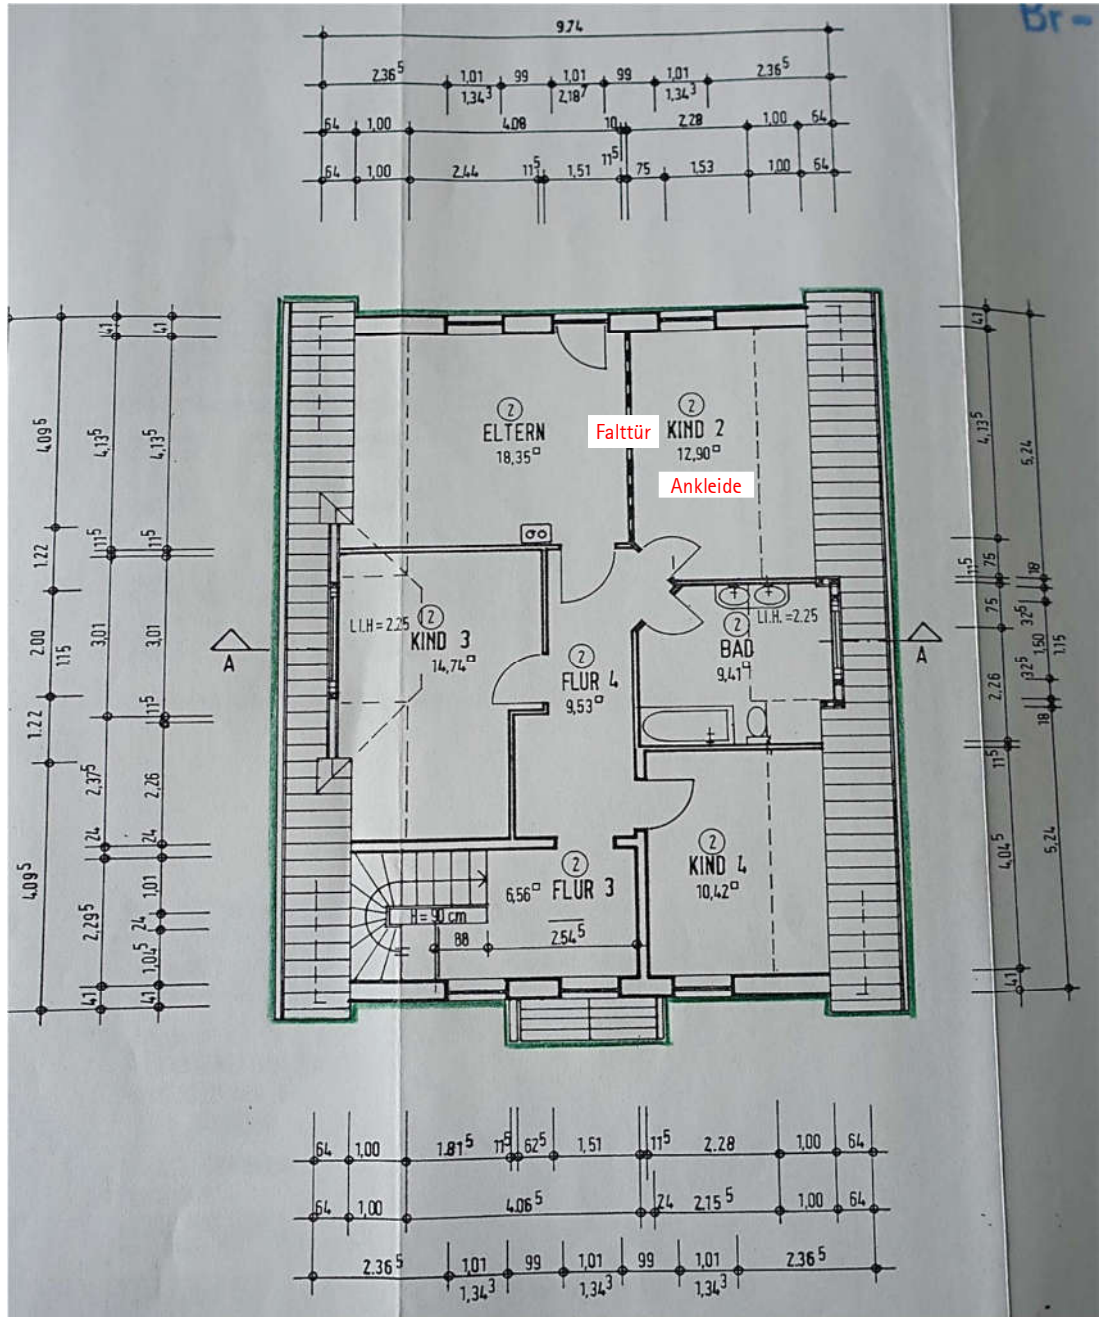 Br-
9.74
2.36⁵ 1,01 99 1,01 99 1,01 2.36⁵
1,34³ 2,18⁷ 1,34³
64 1,00 4.08 10 2.28 1,00 64
64 1,00 2.44 11⁵ 1,51 11⁵ 75 1,53 1,00 64
41 41
4.09⁵ 4,13⁵ 4,13⁵
1.22 11⁵ 11⁵
2.00 1,15 3,01 3,01
1.22 11⁵
2,37⁵ 2,26
24 24
4.09⁵ 2,29⁵ 1,01
24
1,04⁵
41 41
2
ELTERN
18,35
Falttür
2
KIND 2
12,90
Ankleide
L.I.H = 2.25
2
KIND 3
14,74
2
FLUR 4
9,53
2
BAD
9,41
L.I.H. = 2.25
A
A
2
KIND 4
10,42
2
6,56 FLUR 3
H = 90 cm
88 2.54⁵
41
4,13⁵ 5,24
11,5 75 18
75 32⁵
1,50 1,15
2,26 32⁵
18
11⁵
4,04⁵ 5,24
41
64 1,00 1.81⁵ 11⁵ 62⁵ 1,51 11⁵ 2.28 1,00 64
64 1,00 4.06⁵ 24 2.15⁵ 1,00 64
2.36⁵ 1,01 99 1,01 99 1,01 2.36⁵
1,34³ 1,34³ 1,34³